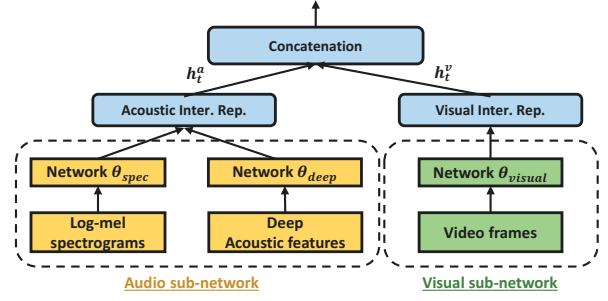 Concatenation
h_t^a
h_t^v
Acoustic Inter. Rep.
Visual Inter. Rep.
Network θ_spec
Network θ_deep
Network θ_visual
Log-mel
spectrograms
Deep
Acoustic features
Video frames
Audio sub-network
Visual sub-network